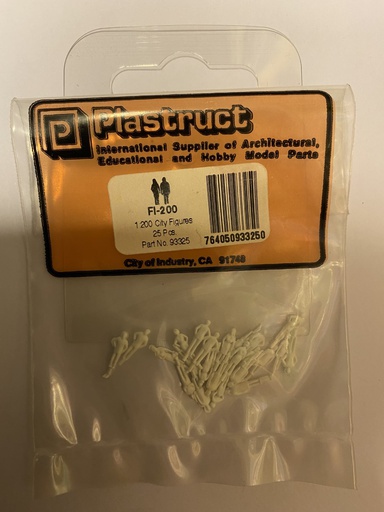 Plastruct
International Supplier of Architectural,
Educational and Hobby Model Parts
FI-200
1:200 City Figures
25 Pcs.
Part No. 93325
764050933250
City of Industry, CA 91748